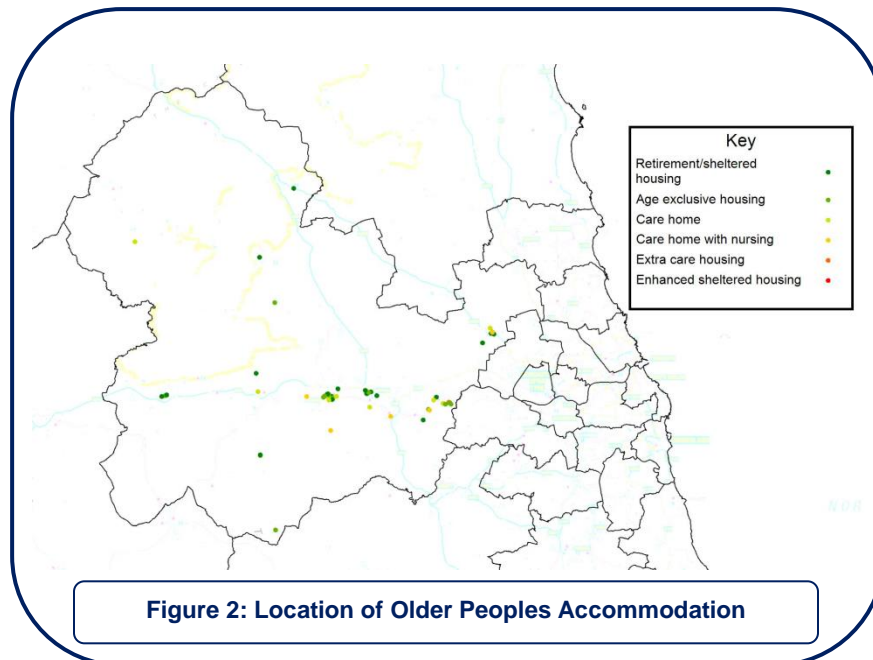 Key
Retirement/sheltered
housing
Age exclusive housing
Care home
Care home with nursing
Extra care housing
Enhanced sheltered housing
Figure 2: Location of Older Peoples Accommodation